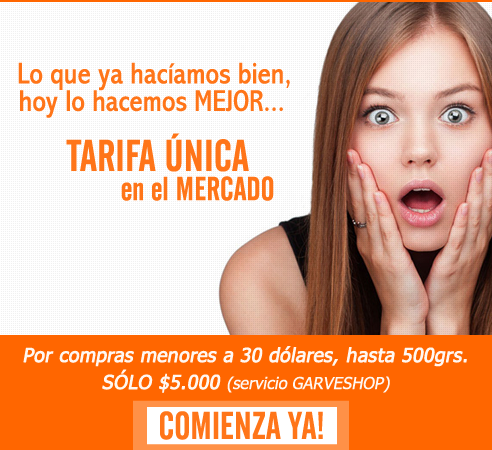 Lo que ya hacíamos bien,
hoy lo hacemos MEJOR...
TARIFA ÚNICA
en el MERCADO
Por compras menores a 30 dólares, hasta 500grs.
SÓLO $5.000 (servicio GARVESHOP)
COMIENZA YA!